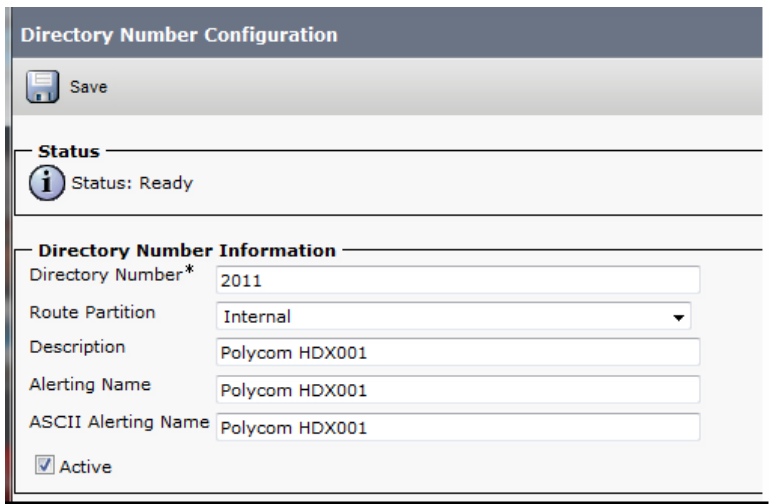 Directory Number Configuration
Save
Status
Status: Ready
Directory Number Information
Directory Number* 2011
Route Partition Internal
Description Polycom HDX001
Alerting Name Polycom HDX001
ASCII Alerting Name Polycom HDX001
Active